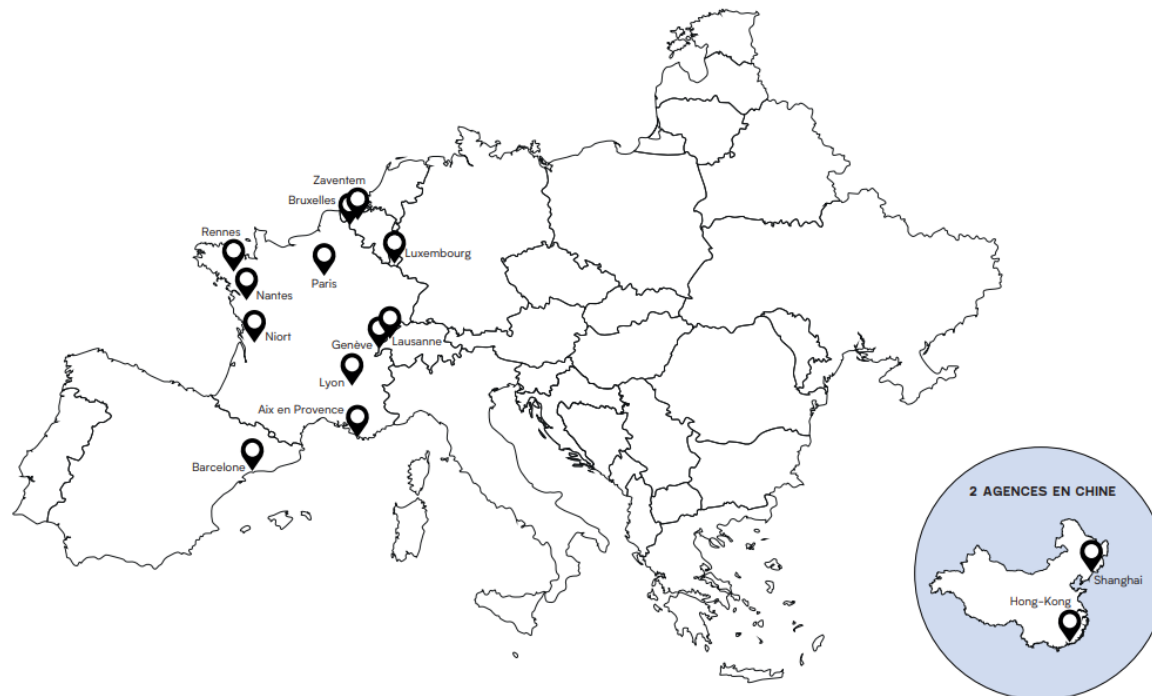 Zaventem
Bruxelles
Rennes
Luxembourg
Paris
Nantes
Niort
Genève
Lausanne
Lyon
Aix en Provence
Barcelone
2 AGENCES EN CHINE
Shanghai
Hong-Kong